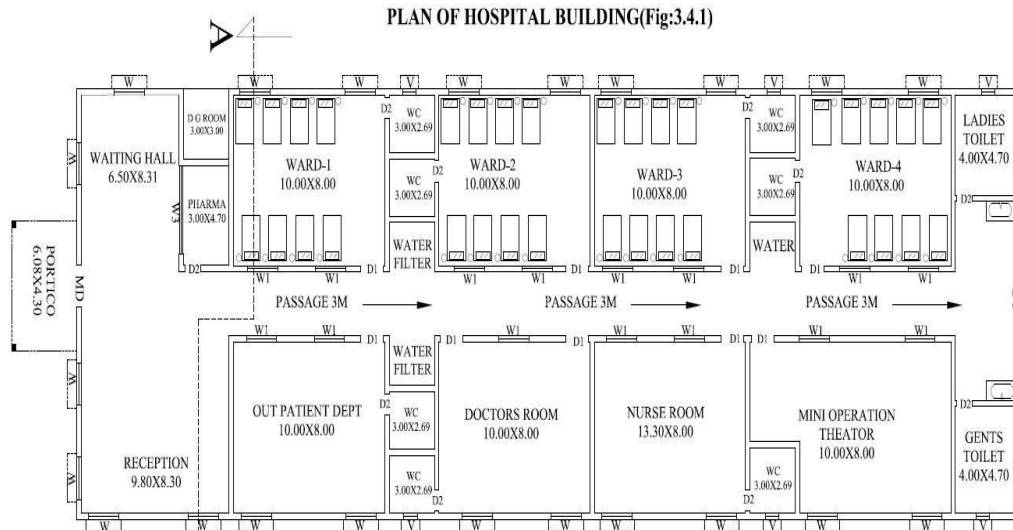 PLAN OF HOSPITAL BUILDING(Fig:3.4.1)
A
W
W
W
V
W
W
V
W
W
V
D G ROOM
3.00X3.00
WC
3.00X2.69
WC
3.00X2.69
LADIES
TOILET
4.00X4.70
D2
D2
WAITING HALL
6.50X8.31
WARD-1
10.00X8.00
WARD-2
10.00X8.00
WARD-3
10.00X8.00
WARD-4
10.00X8.00
W
WC
3.00X2.69
D2
WC
3.00X2.69
D2
D2
PHARMA
3.00X4.70
W3
WATER
FILTER
WATER
PORTICO
6.08X4.30
MD
D2
W1
W1
D1
W1
W1
D1
W1
W1
D1
D1
W1
W1
PASSAGE 3M
PASSAGE 3M
PASSAGE 3M
W1
W1
D1
D1
W1
D1
W1
W1
D1
D1
W1
W1
WATER
FILTER
W
D2
WC
3.00X2.69
D2
OUT PATIENT DEPT
10.00X8.00
DOCTORS ROOM
10.00X8.00
NURSE ROOM
13.30X8.00
MINI OPERATION
THEATOR
10.00X8.00
GENTS
TOILET
4.00X4.70
RECEPTION
9.80X8.30
W
WC
3.00X2.69
WC
3.00X2.69
D2
D2
W
W
W
W
V
W
W
W
W
V
W
W
V